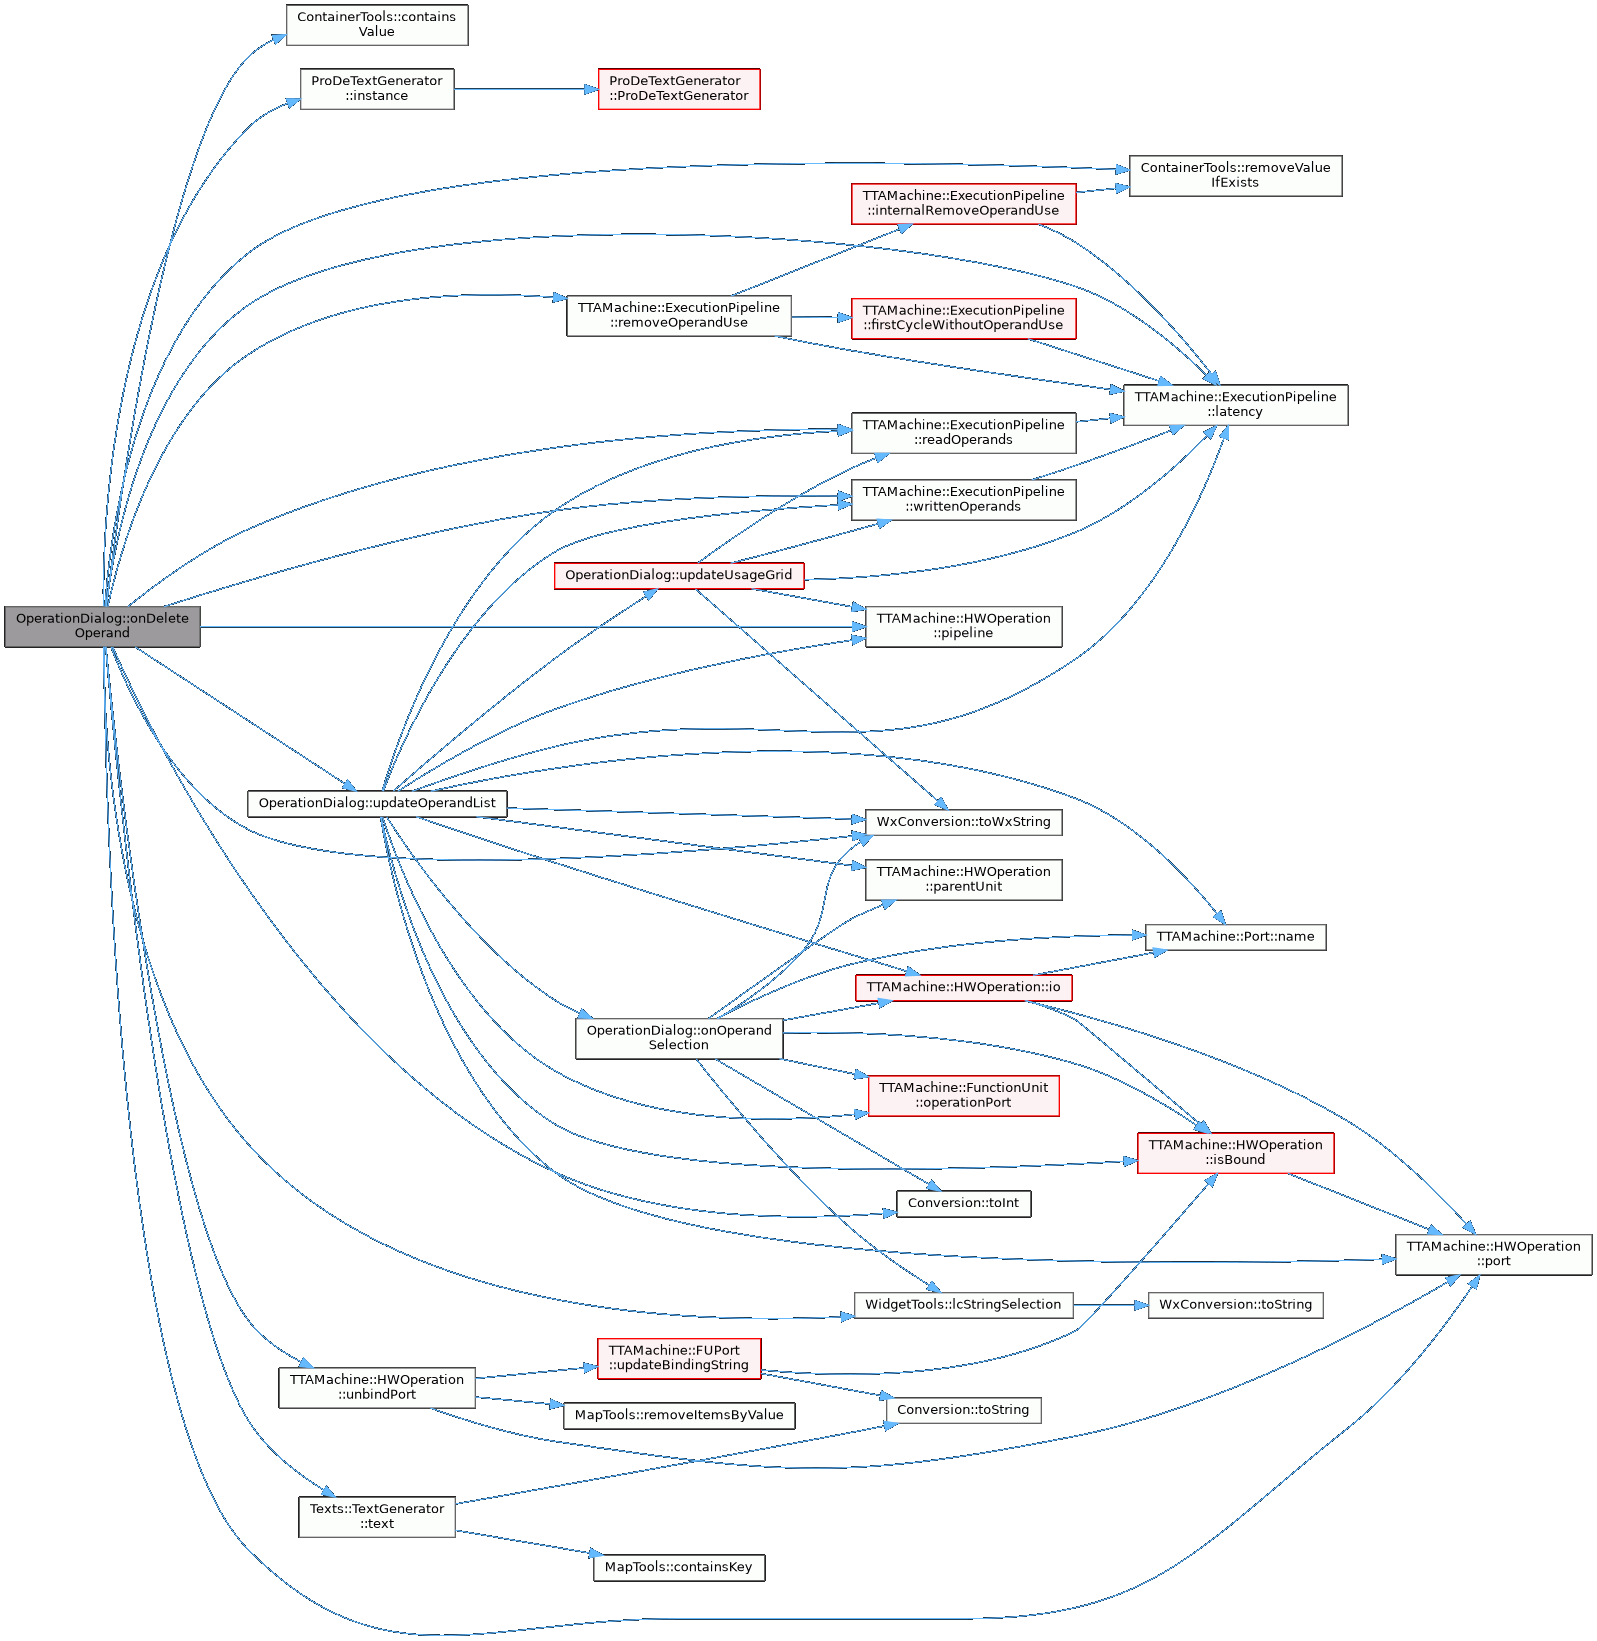 ContainerTools::contains
Value
ProDeTextGenerator
::instance
ProDeTextGenerator
::ProDeTextGenerator
ContainerTools::removeValue
IfExists
TTAMachine::ExecutionPipeline
::internalRemoveOperandUse
TTAMachine::ExecutionPipeline
::removeOperandUse
TTAMachine::ExecutionPipeline
::firstCycleWithoutOperandUse
TTAMachine::ExecutionPipeline
::latency
TTAMachine::ExecutionPipeline
::readOperands
TTAMachine::ExecutionPipeline
::writtenOperands
OperationDialog::updateUsageGrid
OperationDialog::onDelete
Operand
TTAMachine::HWOperation
::pipeline
OperationDialog::updateOperandList
WxConversion::toWxString
TTAMachine::HWOperation
::parentUnit
TTAMachine::Port::name
TTAMachine::HWOperation::io
OperationDialog::onOperand
Selection
TTAMachine::FunctionUnit
::operationPort
TTAMachine::HWOperation
::isBound
Conversion::toInt
TTAMachine::HWOperation
::port
WidgetTools::lcStringSelection
WxConversion::toString
TTAMachine::FUPort
::updateBindingString
TTAMachine::HWOperation
::unbindPort
MapTools::removeItemsByValue
Conversion::toString
Texts::TextGenerator
::text
MapTools::containsKey